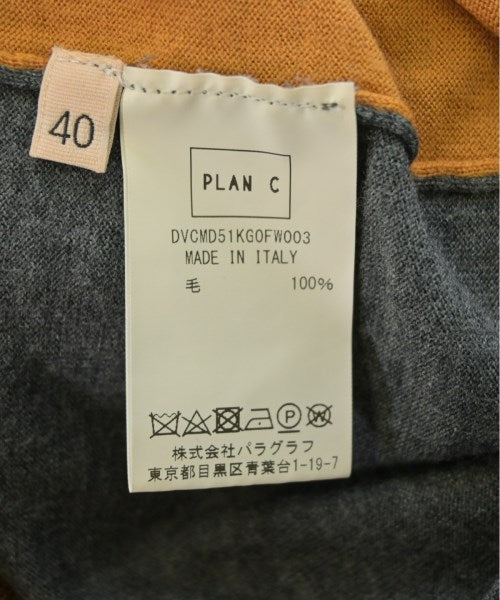 40
PLAN C
DVCMD51KG0FW003
MADE IN ITALY
毛 100%
株式会社パラグラフ
東京都目黒区青葉台1-19-7